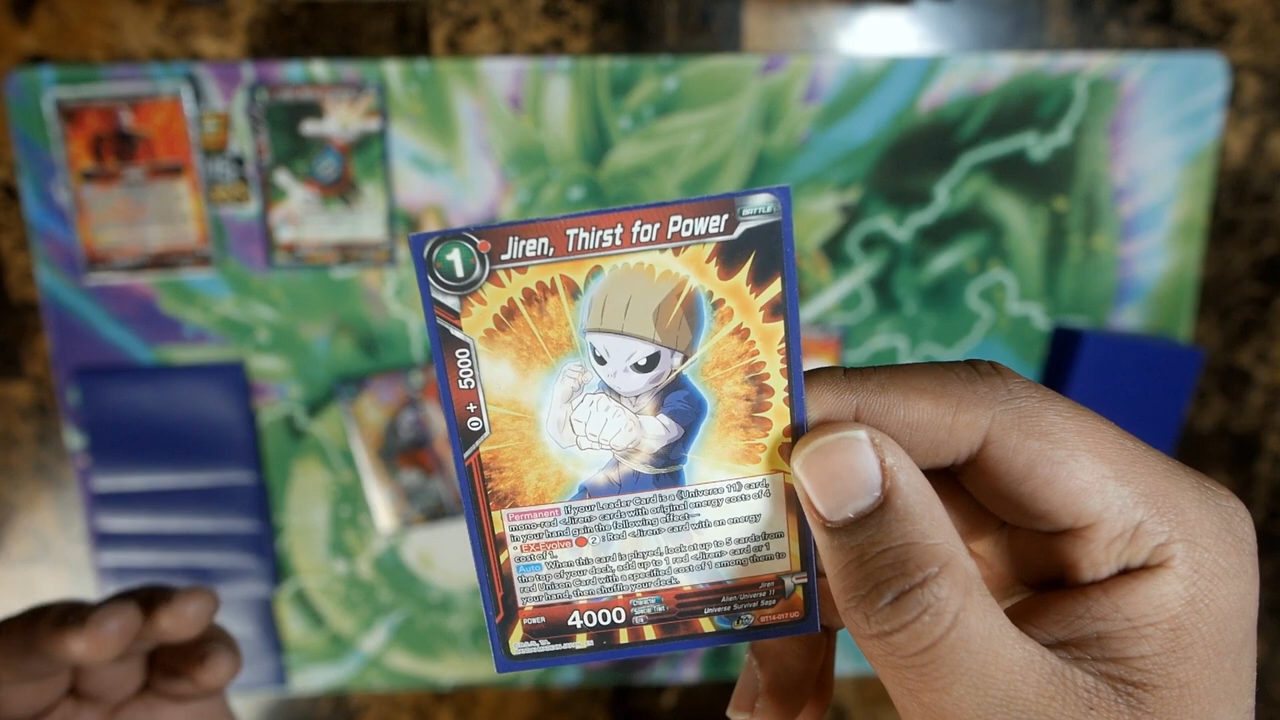 1
Jiren, Thirst for Power
BATTLE
0 + 5000
Permanent If your Leader Card is a 《Universe 11》 card,
mono-red <Jiren> cards with original energy costs of 4
in your hand gain the following effect—
・EX-Evolve 2 : Red <Jiren> card with an energy
cost of 1.
Auto When this card is played, look at up to 5 cards from
the top of your deck, add up to 1 red <Jiren> card or 1
red Unison Card with a specified cost of 1 among them to
your hand, then shuffle your deck.
POWER 4000
Character
Special Trait
Era
Jiren
Alien/Universe 11
Universe Survival Saga
BT14-017 UC